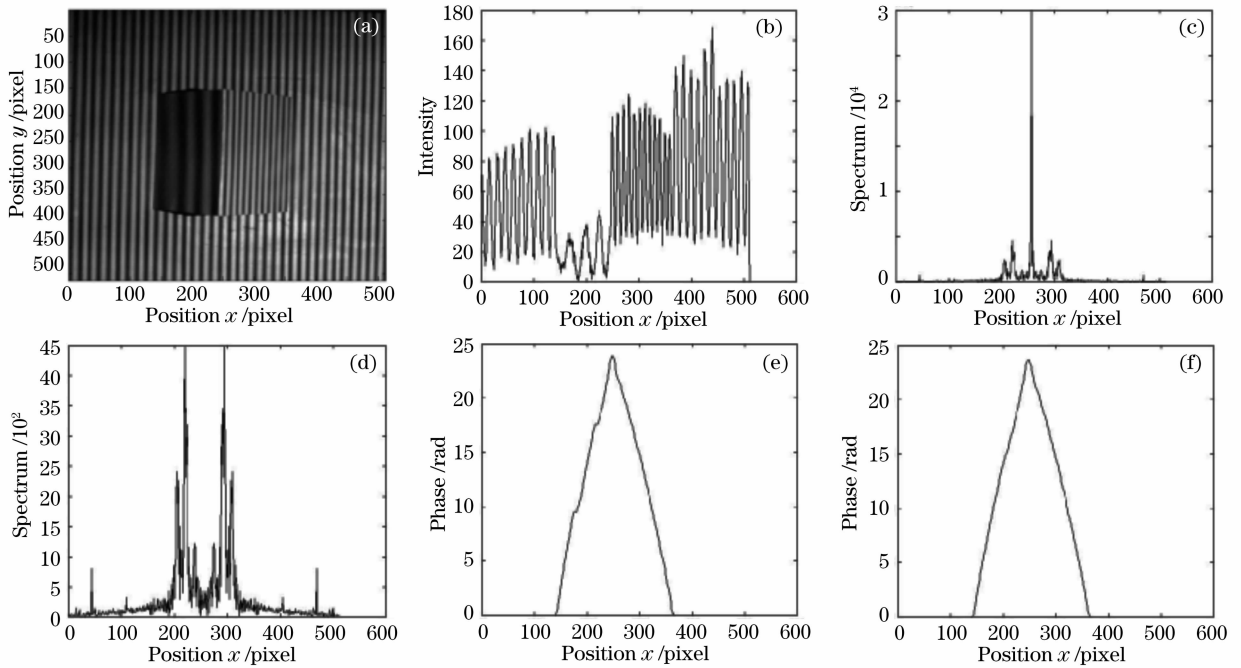 (a)
50
100
150
200
250
300
350
400
450
500
Position y /pixel
0 100 200 300 400 500
Position x /pixel
(b)
180
160
140
120
100
80
60
40
20
0
Intensity
0 100 200 300 400 500 600
Position x /pixel
(c)
3
2
1
0
Spectrum /10⁴
0 100 200 300 400 500 600
Position x /pixel
(d)
45
40
35
30
25
20
15
10
5
0
Spectrum /10²
0 100 200 300 400 500 600
Position x /pixel
(e)
25
20
15
10
5
0
Phase /rad
0 100 200 300 400 500 600
Position x /pixel
(f)
25
20
15
10
5
0
Phase /rad
0 100 200 300 400 500 600
Position x /pixel